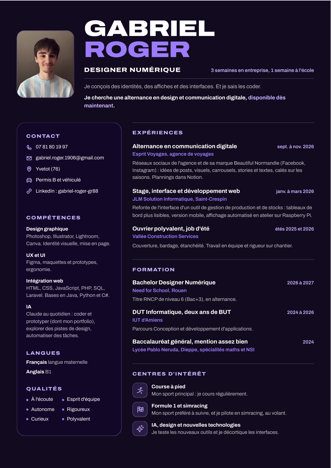 GABRIEL
ROGER
DESIGNER NUMÉRIQUE
3 semaines en entreprise, 1 semaine à l'école
Je conçois des identités, des affiches et des interfaces. Et je sais les coder.
Je cherche une alternance en design et communication digitale, disponible dès
maintenant.
CONTACT
07 81 80 19 97
gabriel.roger.1906@gmail.com
Yvetot (76)
Permis B et véhiculé
LinkedIn : gabriel-roger-gr88
COMPÉTENCES
Design graphique
Photoshop, Illustrator, Lightroom,
Canva. Identité visuelle, mise en page.
UX et UI
Figma, maquettes et prototypes,
ergonomie.
Intégration web
HTML, CSS, JavaScript, PHP, SQL,
Laravel. Bases en Java, Python et C#.
IA
Claude au quotidien : coder et
prototyper (dont mon portfolio),
explorer des pistes de design,
automatiser des tâches.
LANGUES
Français langue maternelle
Anglais B1
QUALITÉS
À l'écoute
Esprit d'équipe
Autonome
Rigoureux
Curieux
Polyvalent
EXPÉRIENCES
Alternance en communication digitale
sept. à nov. 2026
Esprit Voyages, agence de voyages
Réseaux sociaux de l'agence et de sa marque Beautiful Normandie (Facebook,
Instagram) : idées de posts, visuels, carrousels, stories et textes, calés sur les
saisons. Plannings dans Notion.
Stage, interface et développement web
janv. à mars 2026
JLM Solution Informatique, Saint-Crespin
Refonte de l'interface d'un outil de gestion de production et de stocks : tableaux de
bord plus lisibles, version mobile, affichage automatisé en atelier sur Raspberry Pi.
Ouvrier polyvalent, job d'été
étés 2025 et 2026
Vallée Construction Services
Couverture, bardage, étanchéité. Travail en équipe et rigueur sur chantier.
FORMATION
Bachelor Designer Numérique
2026 à 2027
Need for School, Rouen
Titre RNCP de niveau 6 (Bac+3), en alternance.
DUT Informatique, deux ans de BUT
2024 à 2026
IUT d'Amiens
Parcours Conception et développement d'applications.
Baccalauréat général, mention assez bien
2024
Lycée Pablo Neruda, Dieppe, spécialités maths et NSI
CENTRES D'INTÉRÊT
Course à pied
Mon sport principal : je cours régulièrement.
Formule 1 et simracing
Mon sport préféré à suivre, et je pilote en simracing, au volant.
IA, design et nouvelles technologies
Je teste les nouveaux outils et je décortique les interfaces.